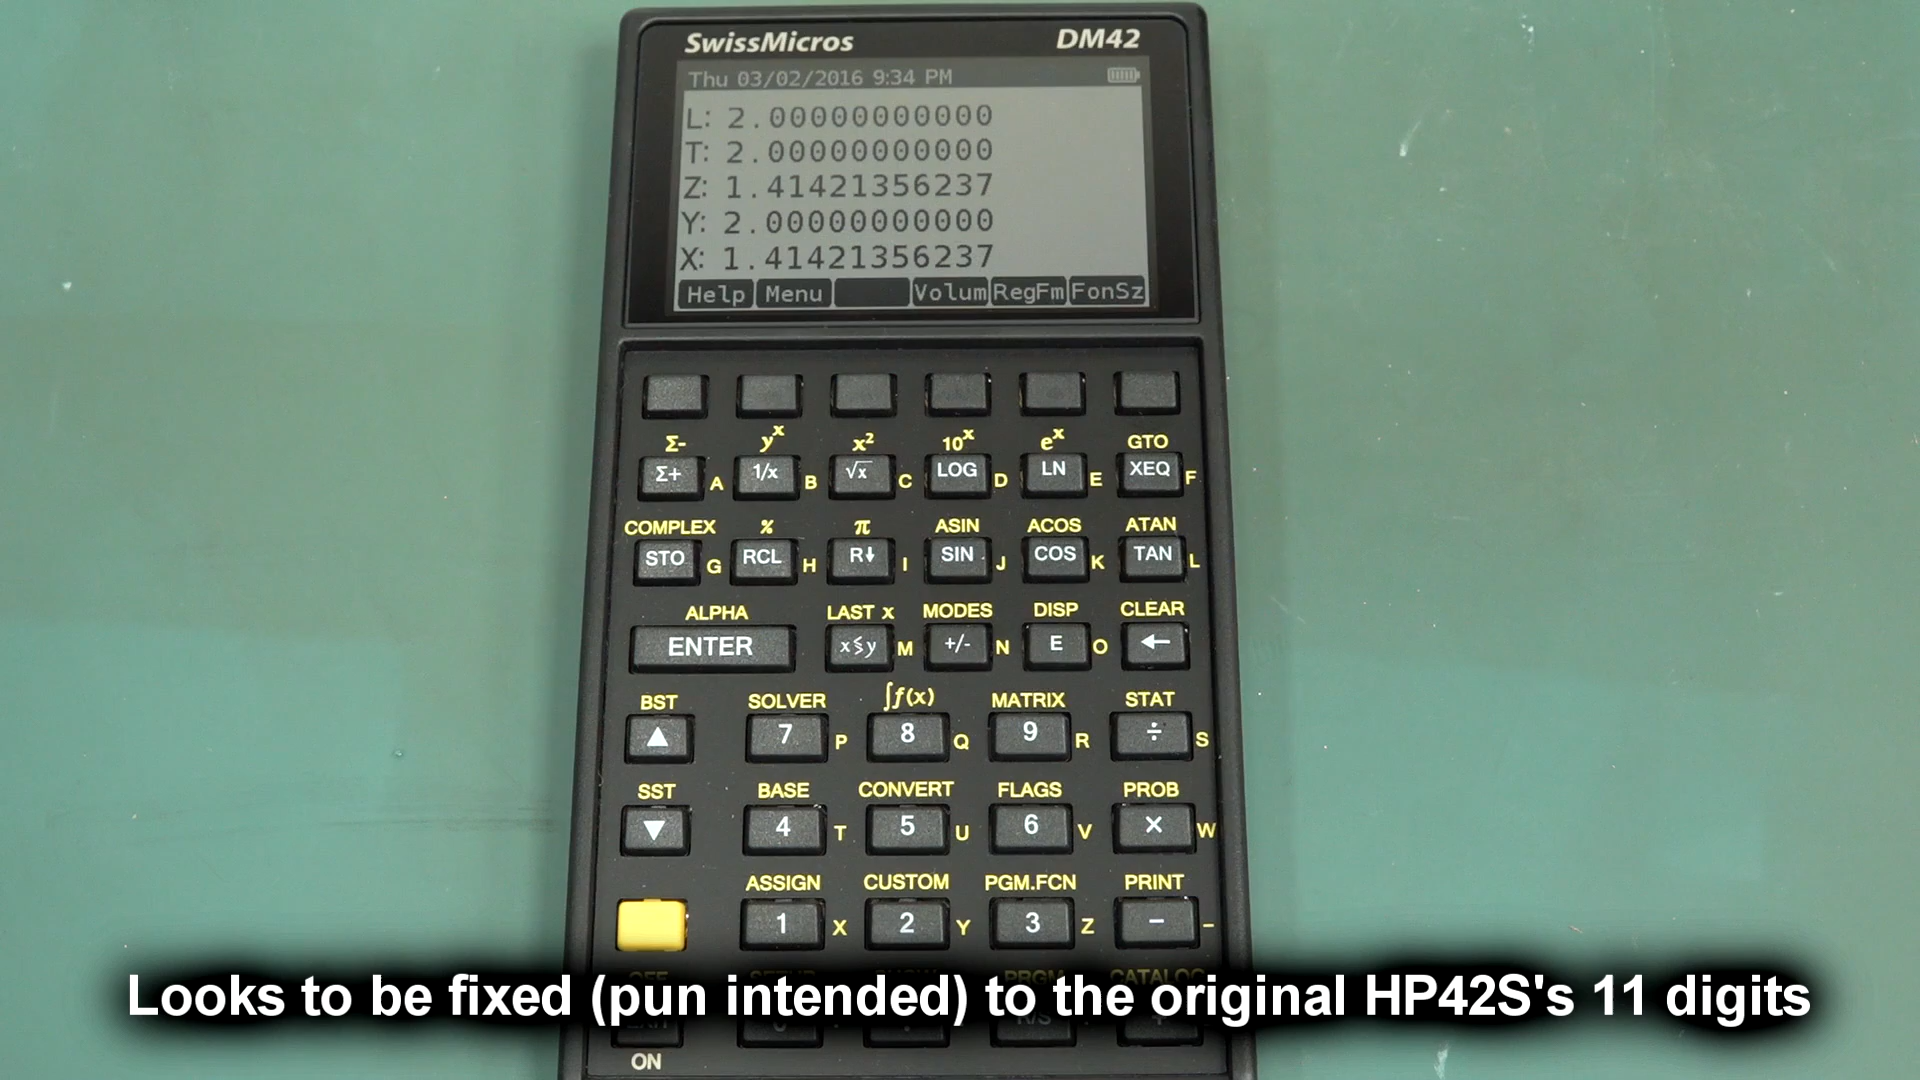 SwissMicros DM42
Thu 03/02/2016 9:34 PM
L: 2.00000000000
T: 2.00000000000
Z: 1.41421356237
Y: 2.00000000000
X: 1.41421356237
Help Menu Volum RegFm FonSz
Σ- yˣ x² 10ˣ eˣ GTO
Σ+ A 1/x B √x C LOG D LN E XEQ F
COMPLEX % π ASIN ACOS ATAN
STO G RCL H R↓ I SIN J COS K TAN L
ALPHA LAST x MODES DISP CLEAR
ENTER x≶y M +/- N E O ←
BST SOLVER ∫f(x) MATRIX STAT
▲ 7 P 8 Q 9 R ÷ S
SST BASE CONVERT FLAGS PROB
▼ 4 T 5 U 6 V × W
ASSIGN CUSTOM PGM.FCN PRINT
1 X 2 Y 3 Z − –
Looks to be fixed (pun intended) to the original HP42S's 11 digits
ON